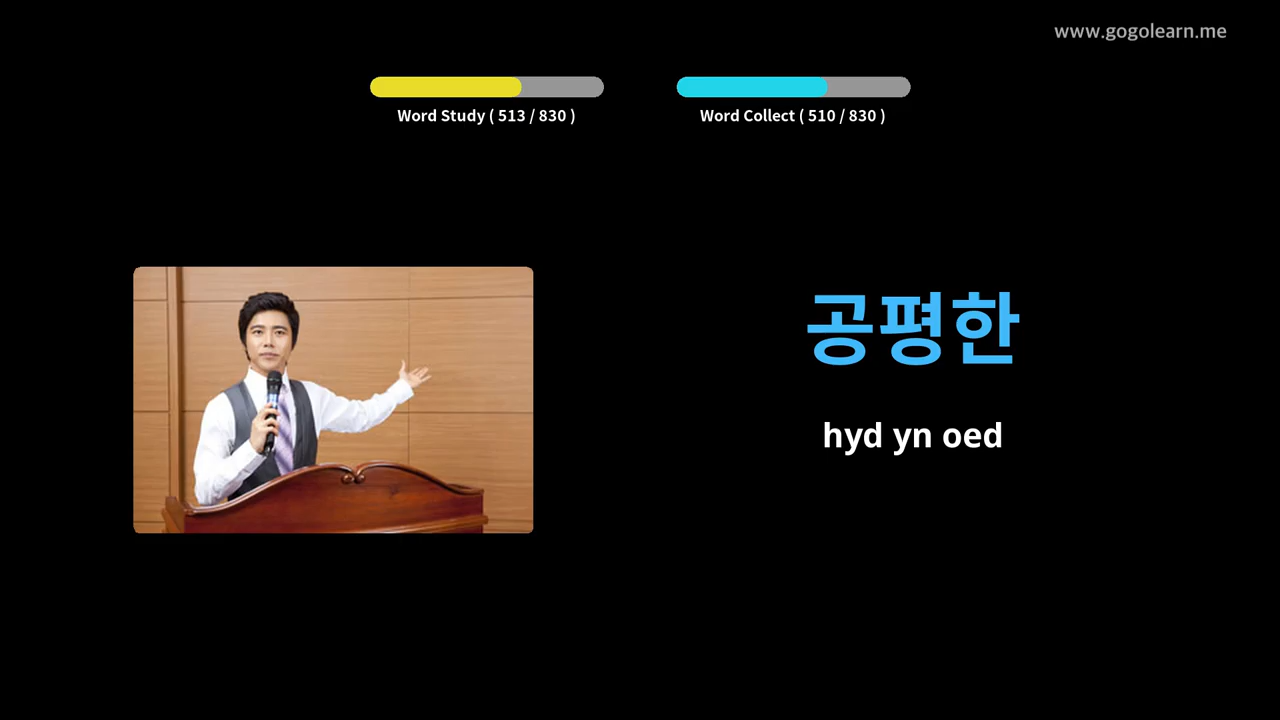 www.gogolearn.me
Word Study ( 513 / 830 )
Word Collect ( 510 / 830 )
공평한
hyd yn oed